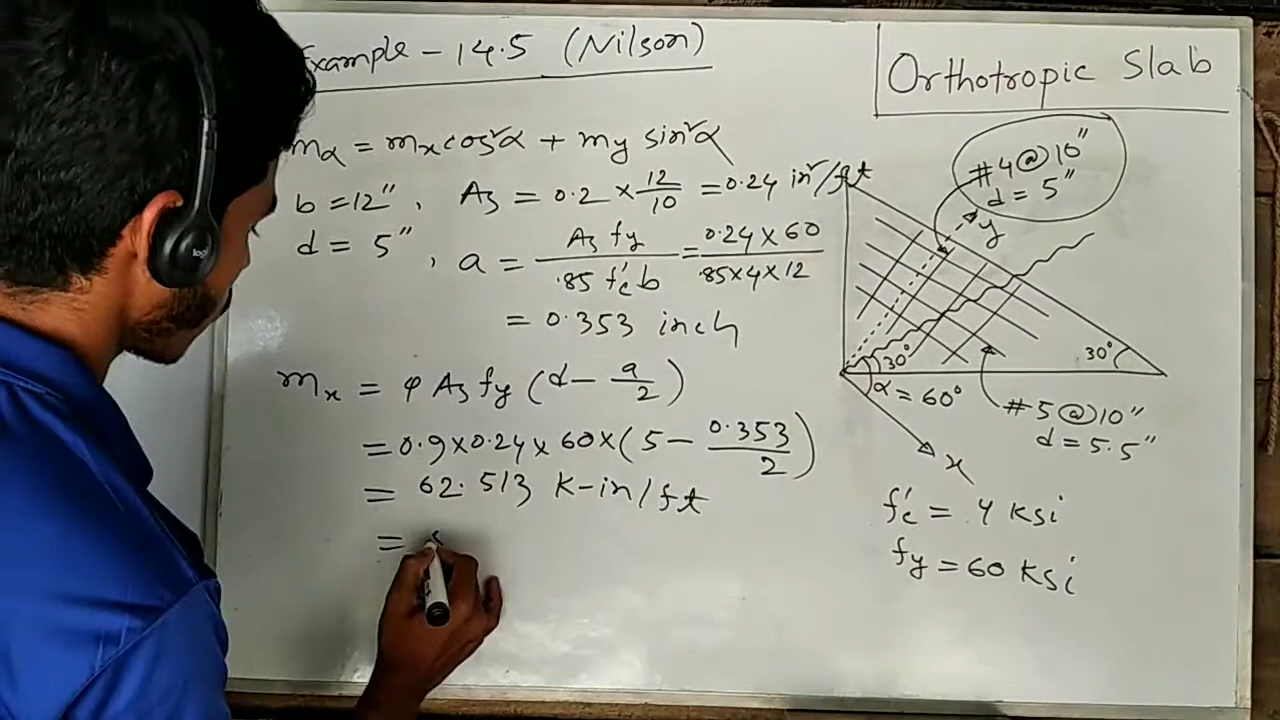 Example - 14.5 (Nilson)
Orthotropic Slab
mα = mx cos²α + my sin²α
b = 12", As = 0.2 × 12/10 = 0.24 in²/ft
d = 5", a = As fy / .85 f'c b = 0.24 × 60 / .85×4×12
= 0.353 inch
mx = φ As fy (d - a/2)
= 0.9 × 0.24 × 60 × (5 - 0.353/2)
= 62.513 K-in/ft
=
#4@10"
d = 5"
y
30°
30°
α = 60°
#5@10"
d = 5.5"
x
f'c = 4 ksi
fy = 60 ksi
log